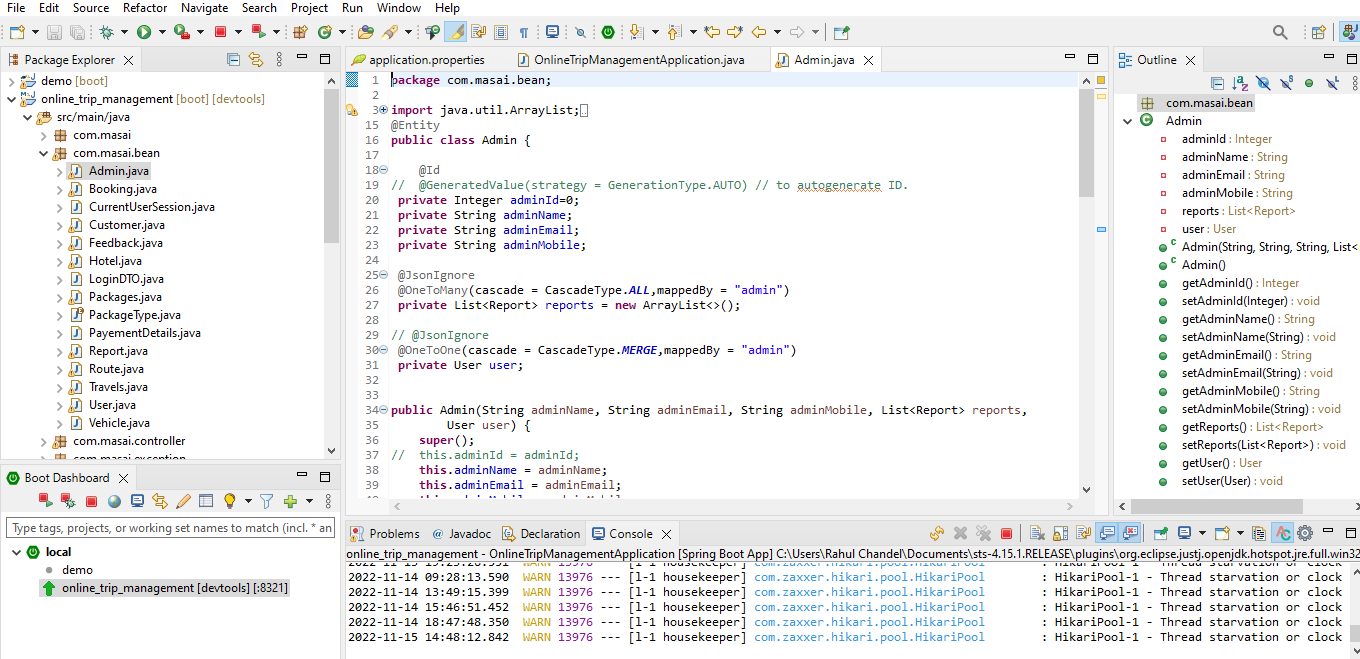 File Edit Source Refactor Navigate Search Project Run Window Help
Package Explorer
demo [boot]
online_trip_management [boot] [devtools]
src/main/java
com.masai
com.masai.bean
Admin.java
Booking.java
CurrentUserSession.java
Customer.java
Feedback.java
Hotel.java
LoginDTO.java
Packages.java
PackageType.java
PayementDetails.java
Report.java
Route.java
Travels.java
User.java
Vehicle.java
com.masai.controller
com.masai.exception
Boot Dashboard
Type tags, projects, or working set names to match (incl. * an
local
demo
online_trip_management [devtools] [:8321]
application.properties OnlineTripManagementApplication.java Admin.java
1 package com.masai.bean;
2
3 import java.util.ArrayList;
15 @Entity
16 public class Admin {
17
18 @Id
19 // @GeneratedValue(strategy = GenerationType.AUTO) // to autogenerate ID.
20 private Integer adminId=0;
21 private String adminName;
22 private String adminEmail;
23 private String adminMobile;
24
25 @JsonIgnore
26 @OneToMany(cascade = CascadeType.ALL,mappedBy = "admin")
27 private List<Report> reports = new ArrayList<>();
28
29 // @JsonIgnore
30 @OneToOne(cascade = CascadeType.MERGE,mappedBy = "admin")
31 private User user;
32
33
34 public Admin(String adminName, String adminEmail, String adminMobile, List<Report> reports,
35 User user) {
36 super();
37 // this.adminId = adminId;
38 this.adminName = adminName;
39 this.adminEmail = adminEmail;
Outline
com.masai.bean
Admin
adminId : Integer
adminName : String
adminEmail : String
adminMobile : String
reports : List<Report>
user : User
Admin(String, String, String, List<
Admin()
getAdminId() : Integer
setAdminId(Integer) : void
getAdminName() : String
setAdminName(String) : void
getAdminEmail() : String
setAdminEmail(String) : void
getAdminMobile() : String
setAdminMobile(String) : void
getReports() : List<Report>
setReports(List<Report>) : void
getUser() : User
setUser(User) : void
Problems @ Javadoc Declaration Console
online_trip_management - OnlineTripManagementApplication [Spring Boot App] C:\Users\Rahul Chandel\Documents\sts-4.15.1.RELEASE\plugins\org.eclipse.justj.openjdk.hotspot.jre.full.win32
2022-11-14 09:28:13.590 WARN 13976 --- [l-1 housekeeper] com.zaxxer.hikari.pool.HikariPool : HikariPool-1 - Thread starvation or clock
2022-11-14 13:49:15.399 WARN 13976 --- [l-1 housekeeper] com.zaxxer.hikari.pool.HikariPool : HikariPool-1 - Thread starvation or clock
2022-11-14 15:46:51.452 WARN 13976 --- [l-1 housekeeper] com.zaxxer.hikari.pool.HikariPool : HikariPool-1 - Thread starvation or clock
2022-11-14 18:47:48.350 WARN 13976 --- [l-1 housekeeper] com.zaxxer.hikari.pool.HikariPool : HikariPool-1 - Thread starvation or clock
2022-11-15 14:48:12.842 WARN 13976 --- [l-1 housekeeper] com.zaxxer.hikari.pool.HikariPool : HikariPool-1 - Thread starvation or clock